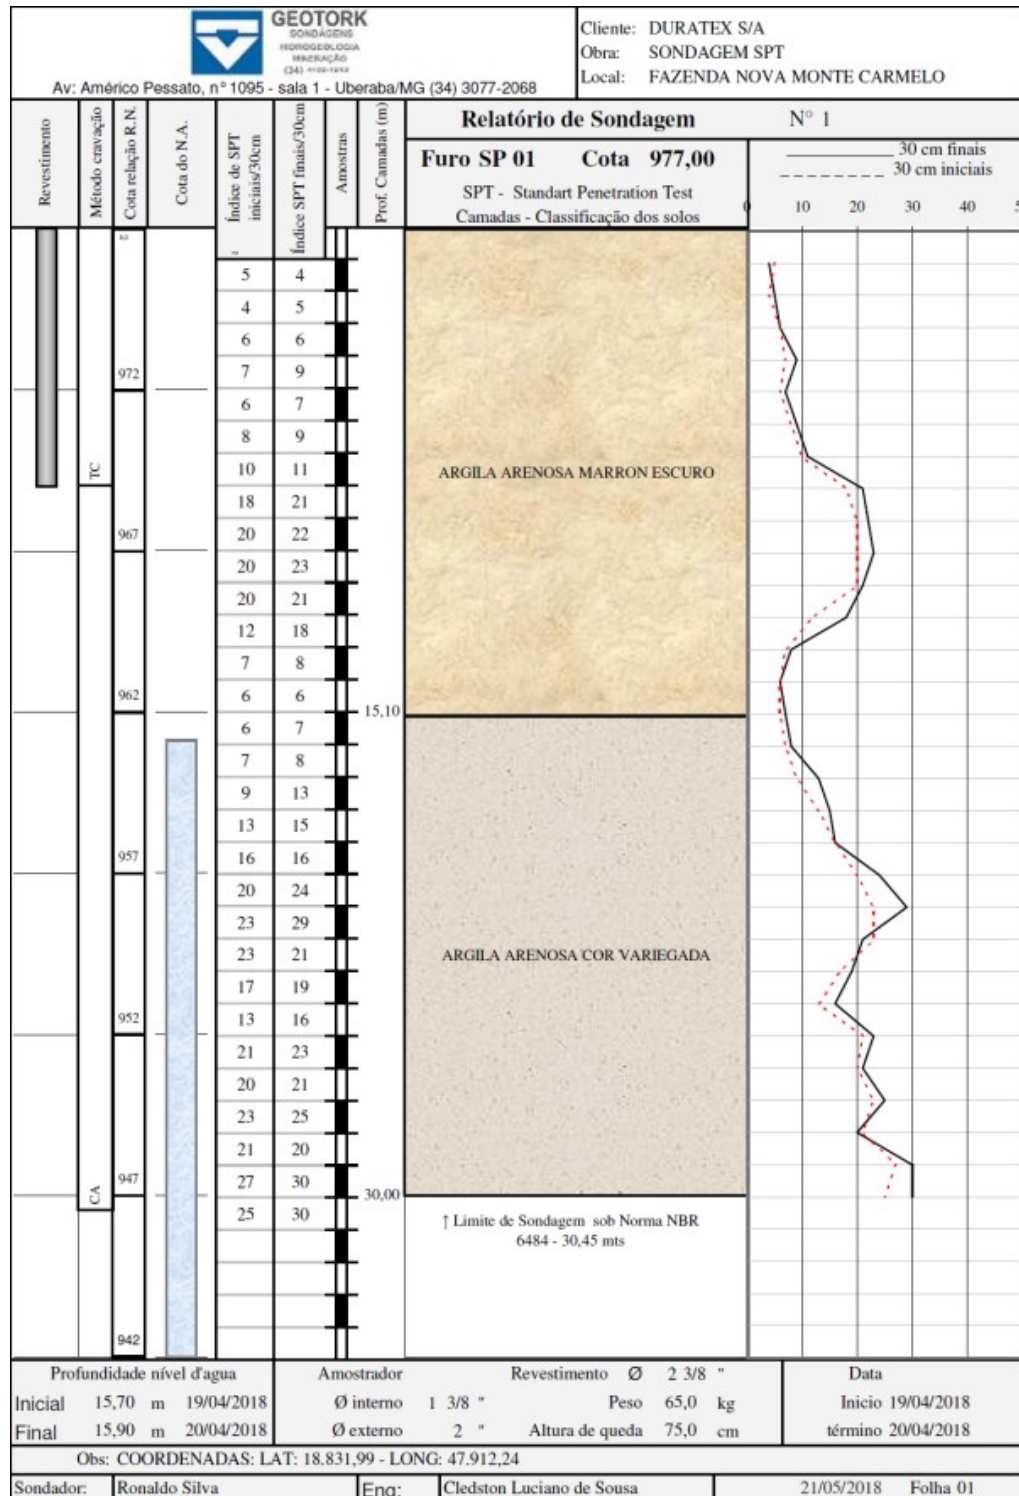 GEOTORK
SONDAGENS
HIDROGEOLOGIA
MINERAÇÃO
Av: Américo Pessato, n° 1095 - sala 1 - Uberaba/MG (34) 3077-2068
Cliente: DURATEX S/A
Obra: SONDAGEM SPT
Local: FAZENDA NOVA MONTE CARMELO
Revestimento
Método cravação
Cota relação R.N.
Cota do N.A.
Índice de SPT iniciais/30cm
Índice SPT finais/30cm
Amostras
Prof. Camadas (m)
Relatório de Sondagem N° 1
Furo SP 01 Cota 977,00
SPT - Standart Penetration Test
Camadas - Classificação dos solos
30 cm finais
30 cm iniciais
0 10 20 30 40
5 4
4 5
6 6
7 9
972
6 7
8 9
10 11
TC
ARGILA ARENOSA MARRON ESCURO
18 21
20 22
967
20 23
20 21
12 18
7 8
6 6
962
15,10
6 7
7 8
9 13
13 15
16 16
957
20 24
23 29
23 21
ARGILA ARENOSA COR VARIEGADA
17 19
13 16
952
21 23
20 21
23 25
21 20
27 30
947
CA
30,00
25 30
↑ Limite de Sondagem sob Norma NBR
6484 - 30,45 mts
942
Profundidade nível d'agua
Inicial 15,70 m 19/04/2018
Final 15,90 m 20/04/2018
Amostrador
Ø interno 1 3/8 "
Ø externo 2 "
Revestimento Ø 2 3/8 "
Peso 65,0 kg
Altura de queda 75,0 cm
Data
Inicio 19/04/2018
término 20/04/2018
Obs: COORDENADAS: LAT: 18.831,99 - LONG: 47.912,24
Sondador: Ronaldo Silva
Eng: Cledston Luciano de Sousa
21/05/2018 Folha 01